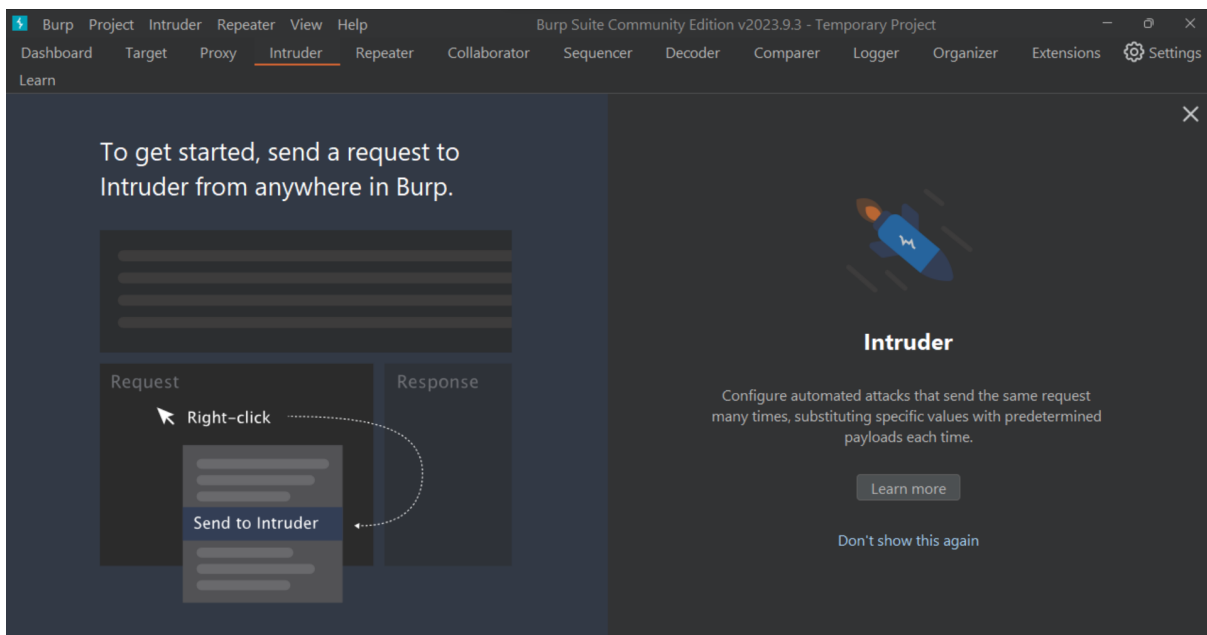 Burp Project Intruder Repeater View Help Burp Suite Community Edition v2023.9.3 - Temporary Project
Dashboard Target Proxy Intruder Repeater Collaborator Sequencer Decoder Comparer Logger Organizer Extensions Settings
Learn
To get started, send a request to
Intruder from anywhere in Burp.
Request Response
Right-click
Send to Intruder
Intruder
Configure automated attacks that send the same request
many times, substituting specific values with predetermined
payloads each time.
Learn more
Don't show this again